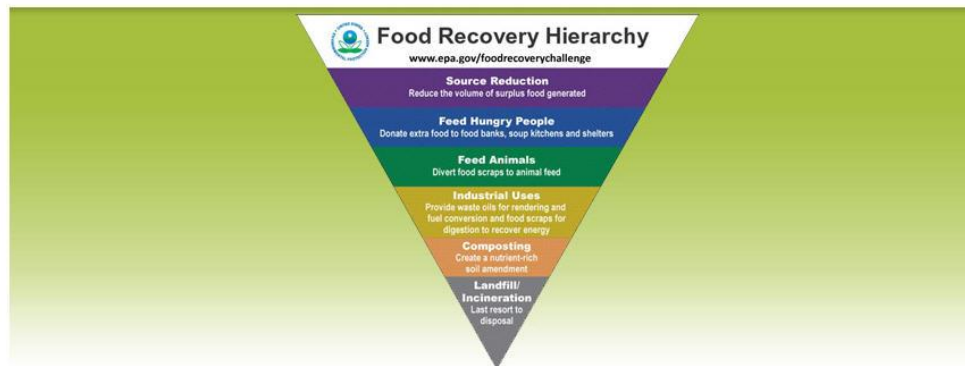 Food Recovery Hierarchy
www.epa.gov/foodrecoverychallenge
Source Reduction
Reduce the volume of surplus food generated
Feed Hungry People
Donate extra food to food banks, soup kitchens and shelters
Feed Animals
Divert food scraps to animal feed
Industrial Uses
Provide waste oils for rendering and
fuel conversion and food scraps for
digestion to recover energy
Composting
Create a nutrient-rich
soil amendment
Landfill/
Incineration
Last resort to
disposal